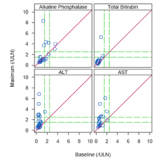 Alkaline Phosphatase
Total Bilirubin
10
8
6
4
2
0
ALT
AST
10
8
6
4
2
0
Maximum (/ULN)
0 2 4 6 8 10
0 2 4 6 8 10
Baseline (/ULN)